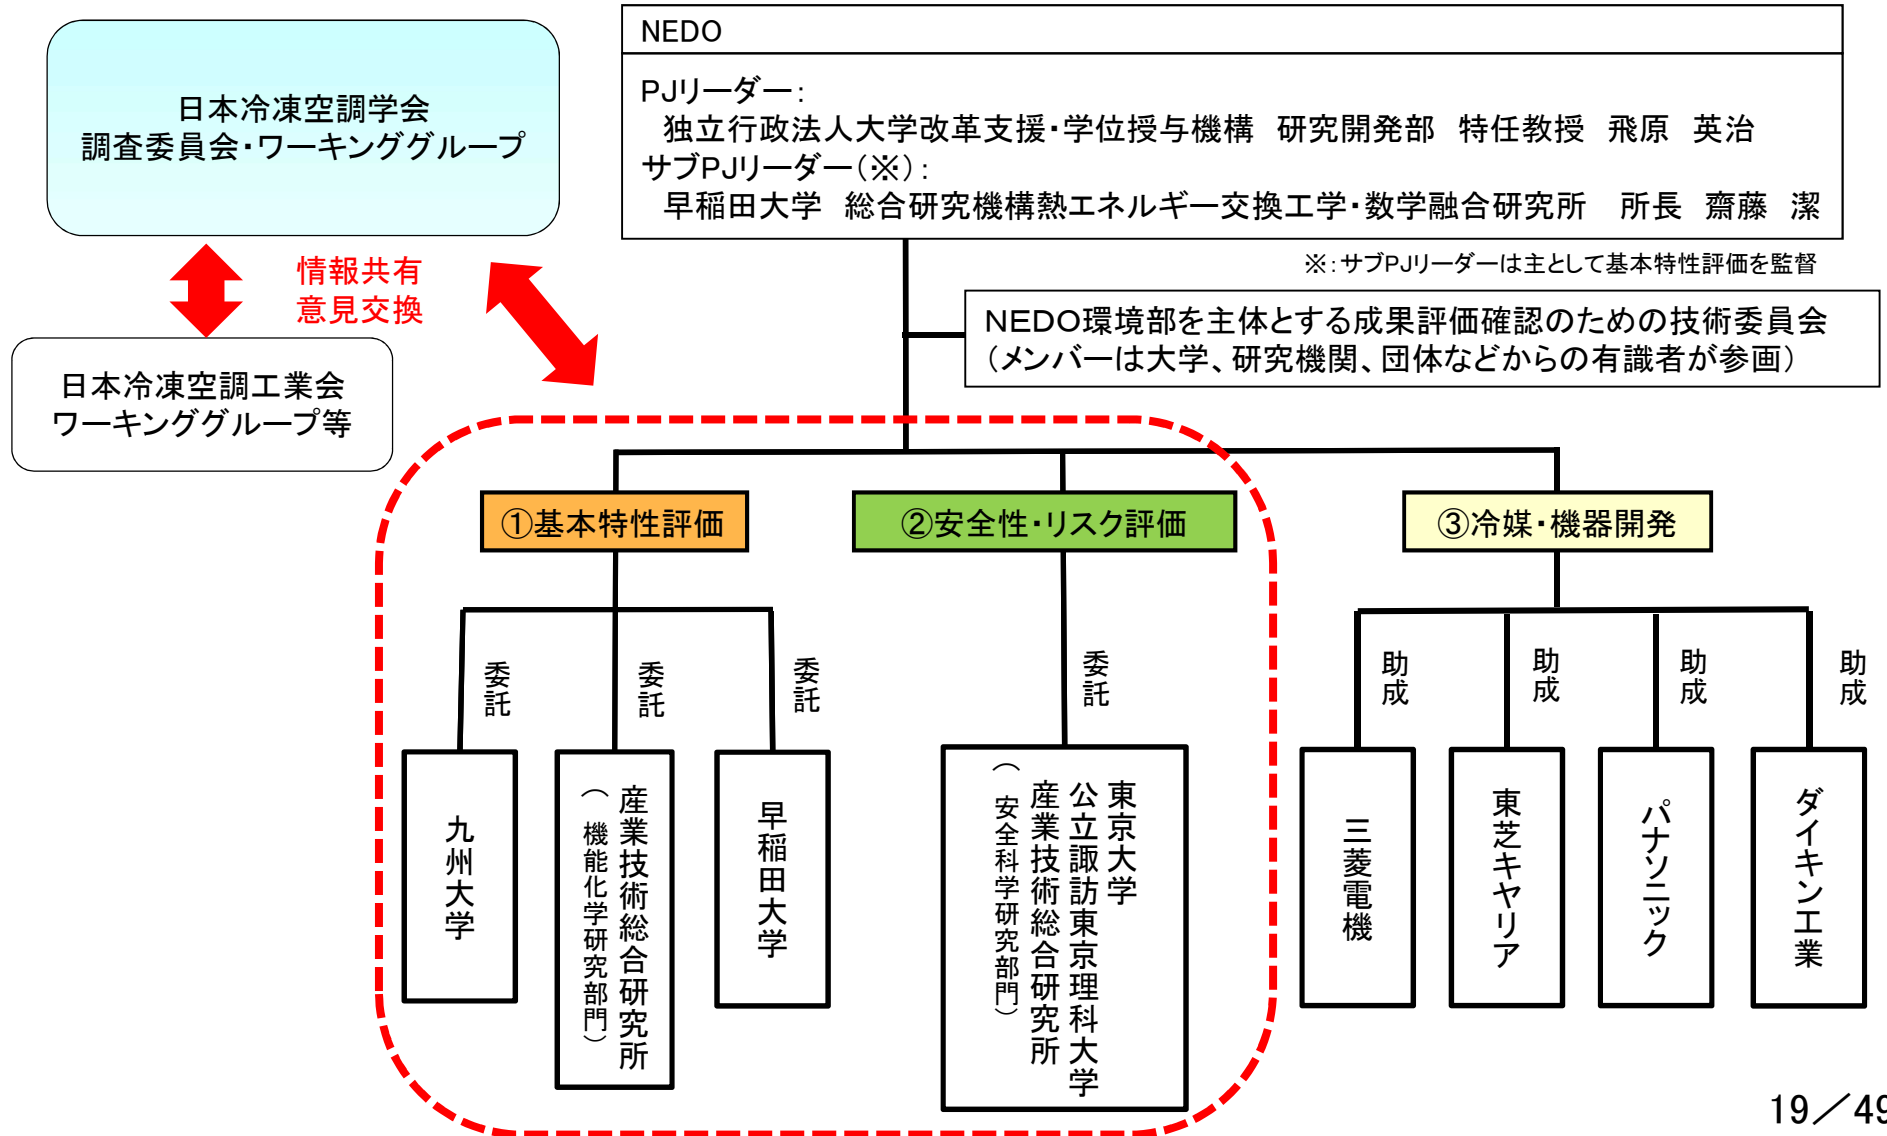 日本冷凍空調学会
調査委員会・ワーキンググループ
NEDO
PJリーダー：
独立行政法人大学改革支援・学位授与機構　研究開発部　特任教授　飛原　英治
サブPJリーダー（※）：
早稲田大学　総合研究機構熱エネルギー交換工学・数学融合研究所　所長　齋藤　潔
※：サブPJリーダーは主として基本特性評価を監督
情報共有
意見交換
NEDO環境部を主体とする成果評価確認のための技術委員会
（メンバーは大学、研究機関、団体などからの有識者が参画）
日本冷凍空調工業会
ワーキンググループ等
①基本特性評価
②安全性・リスク評価
③冷媒・機器開発
委託
委託
委託
委託
助成
助成
助成
助成
九州大学
産業技術総合研究所
（機能化学研究部門）
早稲田大学
東京大学
公立諏訪東京理科大学
産業技術総合研究所
（安全科学研究部門）
三菱電機
東芝キヤリア
パナソニック
ダイキン工業
19／49